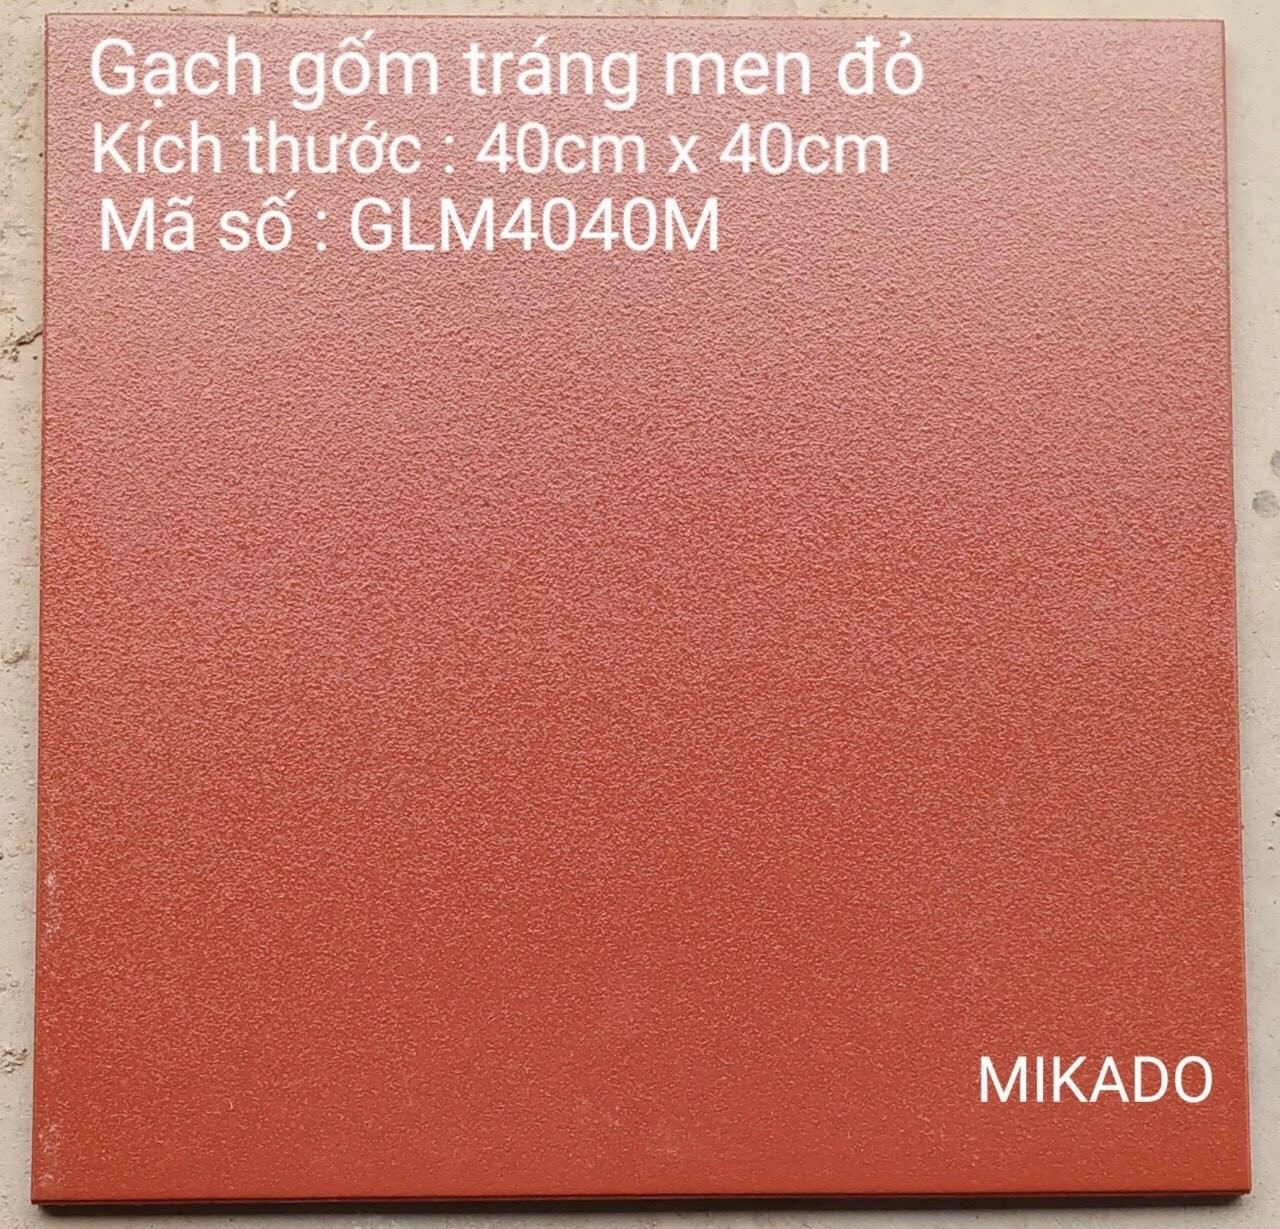 Gạch gốm tráng men đỏ
Kích thước : 40cm x 40cm
Mã số : GLM4040M
MIKADO